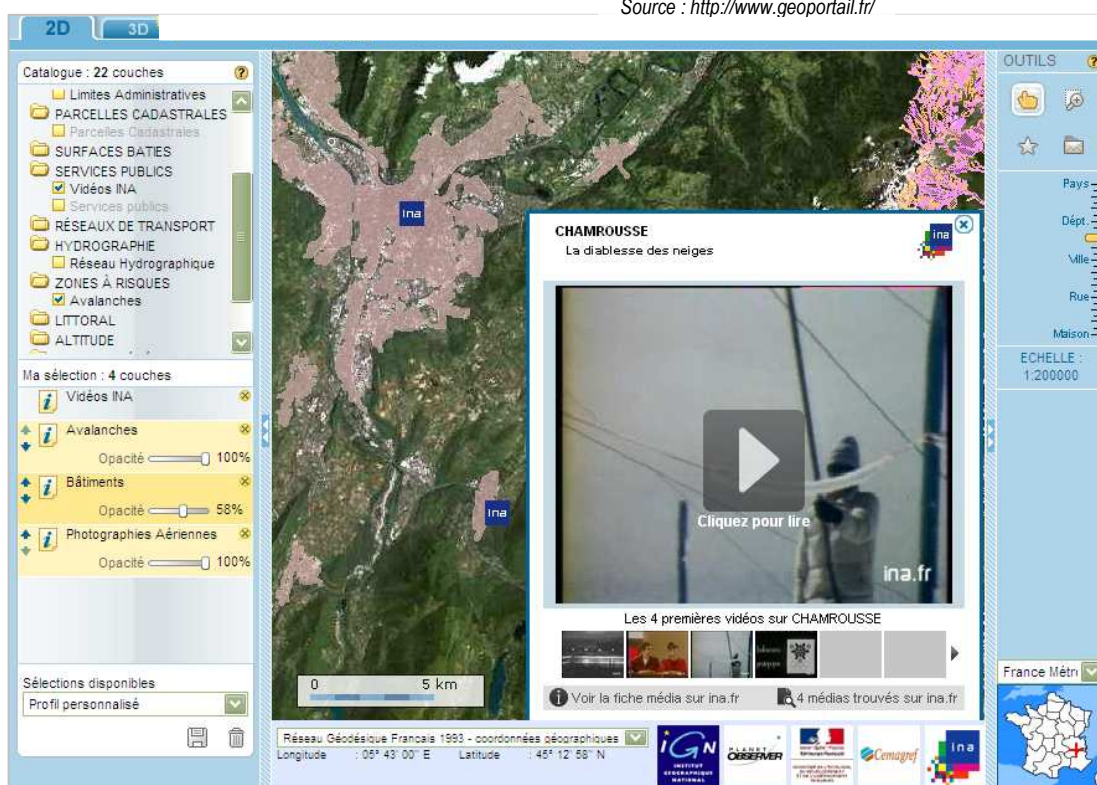 Source : http://www.geoportail.fr/
2D
3D
Catalogue : 22 couches
?
Limites Administratives
PARCELLES CADASTRALES
Parcelles Cadastrales
SURFACES BATIES
SERVICES PUBLICS
Vidéos INA
Services publics
RÉSEAUX DE TRANSPORT
HYDROGRAPHIE
Réseau Hydrographique
ZONES À RISQUES
Avalanches
LITTORAL
ALTITUDE
Ma sélection : 4 couches
Vidéos INA
Avalanches
Opacité 100%
Bâtiments
Opacité 58%
Photographies Aériennes
Opacité 100%
Sélections disponibles
Profil personnalisé
Ina
Ina
CHAMROUSSE
La diablesse des neiges
ina
Cliquez pour lire
ina.fr
Les 4 premières vidéos sur CHAMROUSSE
Voir la fiche média sur ina.fr
4 médias trouvés sur ina.fr
0 5 km
Réseau Géodésique Francais 1993 - coordonnées géographiques
Longitude : 05° 43' 00" E Latitude : 45° 12' 58" N
IGN
INSTITUT
GEOGRAPHIQUE
NATIONAL
PLANET
OBSERVER
Cemagref
ina
OUTILS
?
Pays
Dépt.
Ville
Rue
Maison
ECHELLE :
1:200000
France Métr